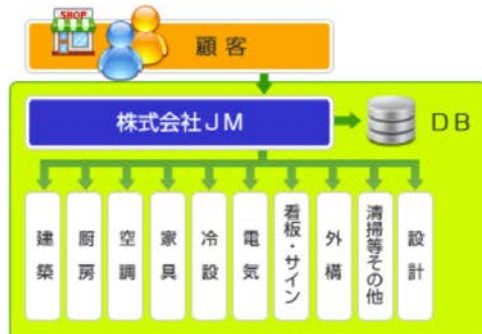 SHOP
顧客
株式会社JM
DB
建築
厨房
空調
家具
冷設
電気
看板・サイン
外構
清掃等その他
設計